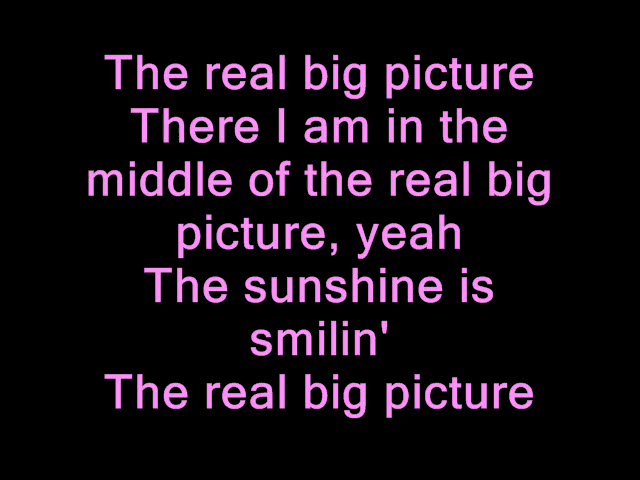 The real big picture
There I am in the
middle of the real big
picture, yeah
The sunshine is
smilin'
The real big picture